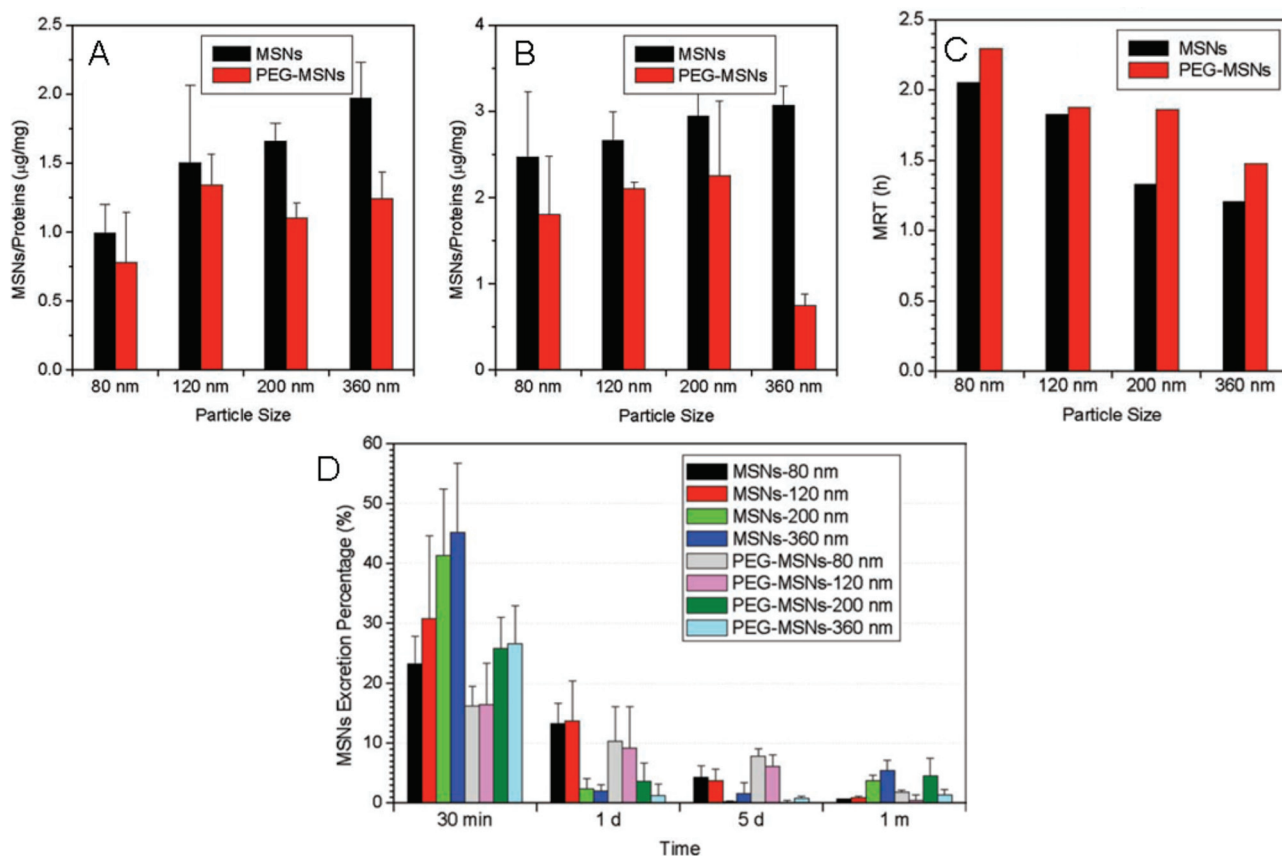 A
MSNs
PEG-MSNs
2.5
2.0
1.5
1.0
0.5
0.0
MSNs/Proteins (μg/mg)
80 nm 120 nm 200 nm 360 nm
Particle Size
B
MSNs
PEG-MSNs
4
3
2
1
0
MSNs/Proteins (μg/mg)
80 nm 120 nm 200 nm 360 nm
Particle Size
C
MSNs
PEG-MSNs
2.5
2.0
1.5
1.0
0.5
0.0
MRT (h)
80 nm 120 nm 200 nm 360 nm
Particle Size
D
MSNs-80 nm
MSNs-120 nm
MSNs-200 nm
MSNs-360 nm
PEG-MSNs-80 nm
PEG-MSNs-120 nm
PEG-MSNs-200 nm
PEG-MSNs-360 nm
60
50
40
30
20
10
0
MSNs Excretion Percentage (%)
30 min 1 d 5 d 1 m
Time